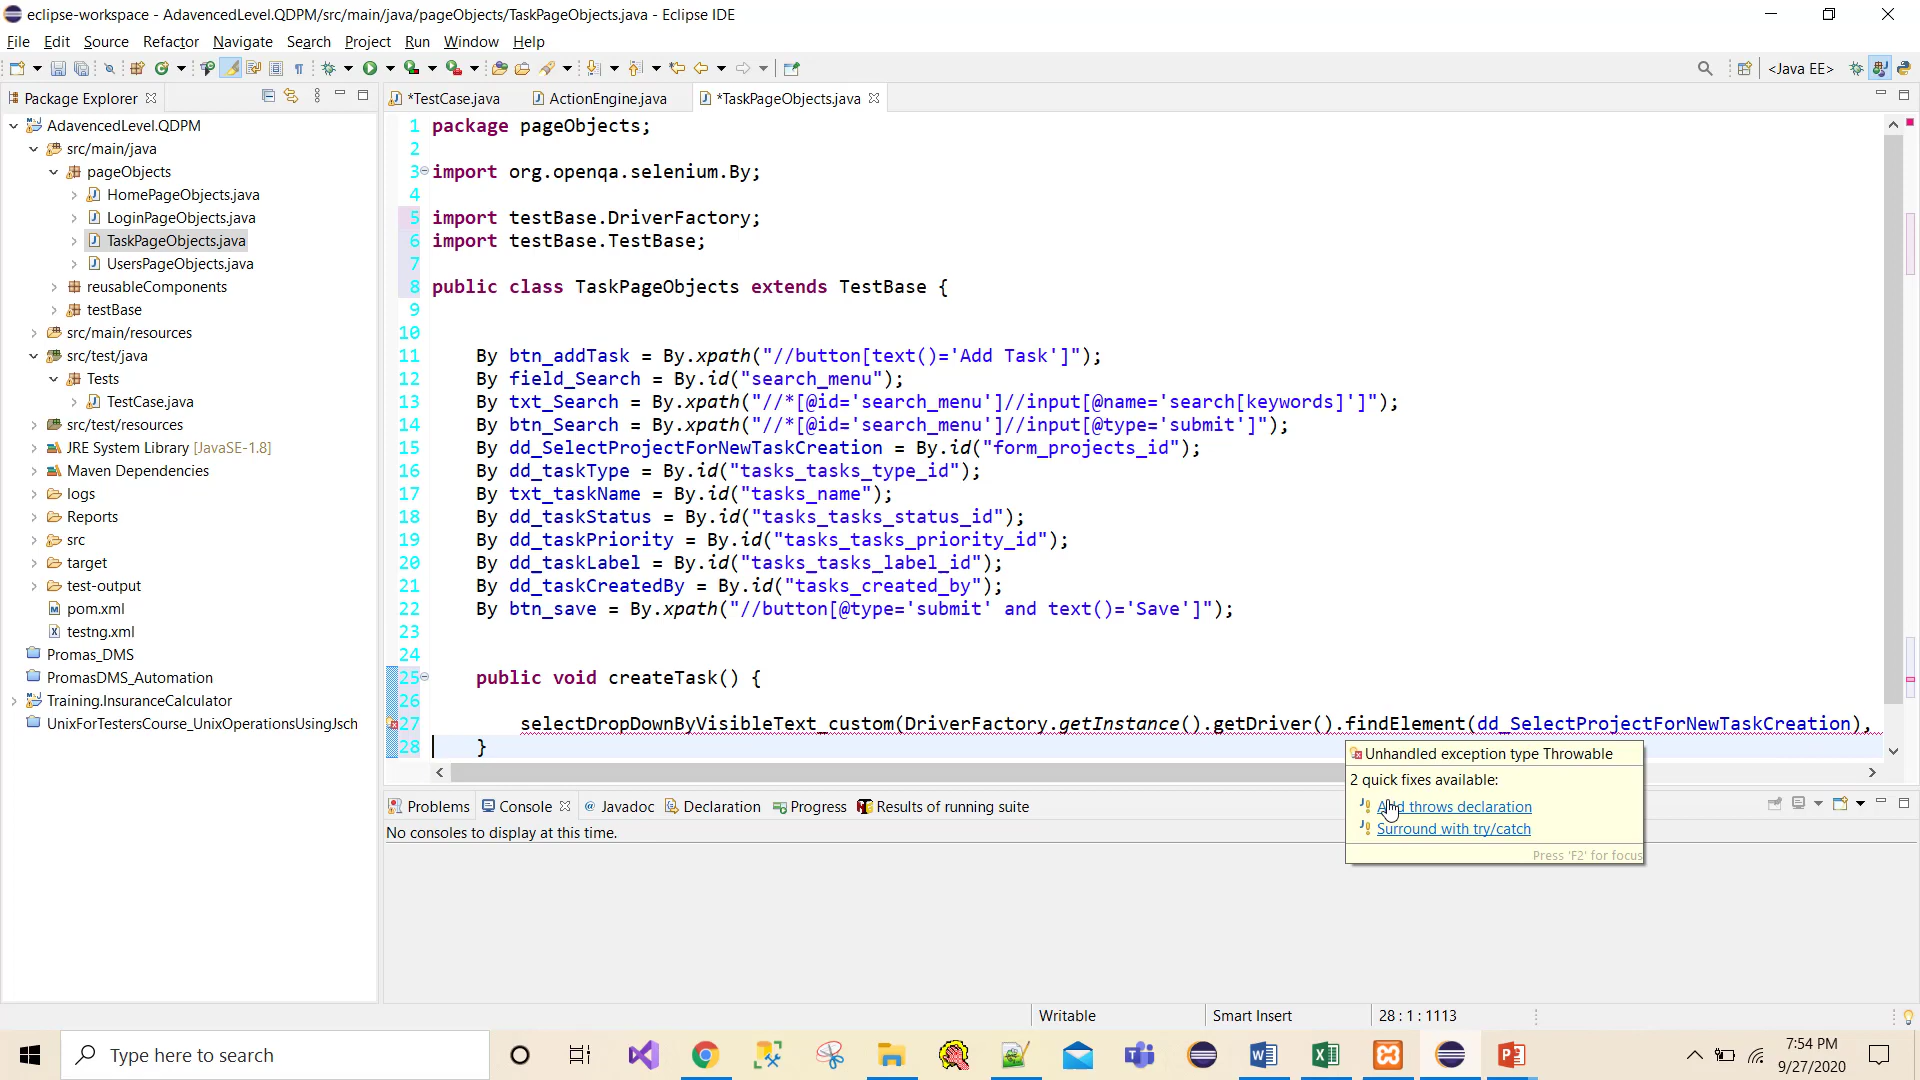 eclipse-workspace - AdavencedLevel.QDPM/src/main/java/pageObjects/TaskPageObjects.java - Eclipse IDE
File Edit Source Refactor Navigate Search Project Run Window Help
<Java EE>
Package Explorer
AdavencedLevel.QDPM
src/main/java
pageObjects
HomePageObjects.java
LoginPageObjects.java
TaskPageObjects.java
UsersPageObjects.java
reusableComponents
testBase
src/main/resources
src/test/java
Tests
TestCase.java
src/test/resources
JRE System Library [JavaSE-1.8]
Maven Dependencies
logs
Reports
src
target
test-output
pom.xml
testng.xml
Promas_DMS
PromasDMS_Automation
Training.InsuranceCalculator
UnixForTestersCourse_UnixOperationsUsingJsch
*TestCase.java ActionEngine.java *TaskPageObjects.java
1 package pageObjects;
2
3 import org.openqa.selenium.By;
4
5 import testBase.DriverFactory;
6 import testBase.TestBase;
7
8 public class TaskPageObjects extends TestBase {
9
10
11 By btn_addTask = By.xpath("//button[text()='Add Task']");
12 By field_Search = By.id("search_menu");
13 By txt_Search = By.xpath("//*[@id='search_menu']//input[@name='search[keywords]']");
14 By btn_Search = By.xpath("//*[@id='search_menu']//input[@type='submit']");
15 By dd_SelectProjectForNewTaskCreation = By.id("form_projects_id");
16 By dd_taskType = By.id("tasks_tasks_type_id");
17 By txt_taskName = By.id("tasks_name");
18 By dd_taskStatus = By.id("tasks_tasks_status_id");
19 By dd_taskPriority = By.id("tasks_tasks_priority_id");
20 By dd_taskLabel = By.id("tasks_tasks_label_id");
21 By dd_taskCreatedBy = By.id("tasks_created_by");
22 By btn_save = By.xpath("//button[@type='submit' and text()='Save']");
23
24
25 public void createTask() {
26
27 selectDropDownByVisibleText_custom(DriverFactory.getInstance().getDriver().findElement(dd_SelectProjectForNewTaskCreation),
28 }
Unhandled exception type Throwable
2 quick fixes available:
Add throws declaration
Surround with try/catch
Press 'F2' for focus
Problems Console Javadoc Declaration Progress Results of running suite
No consoles to display at this time.
Writable Smart Insert 28 : 1 : 1113
Type here to search
7:54 PM
9/27/2020